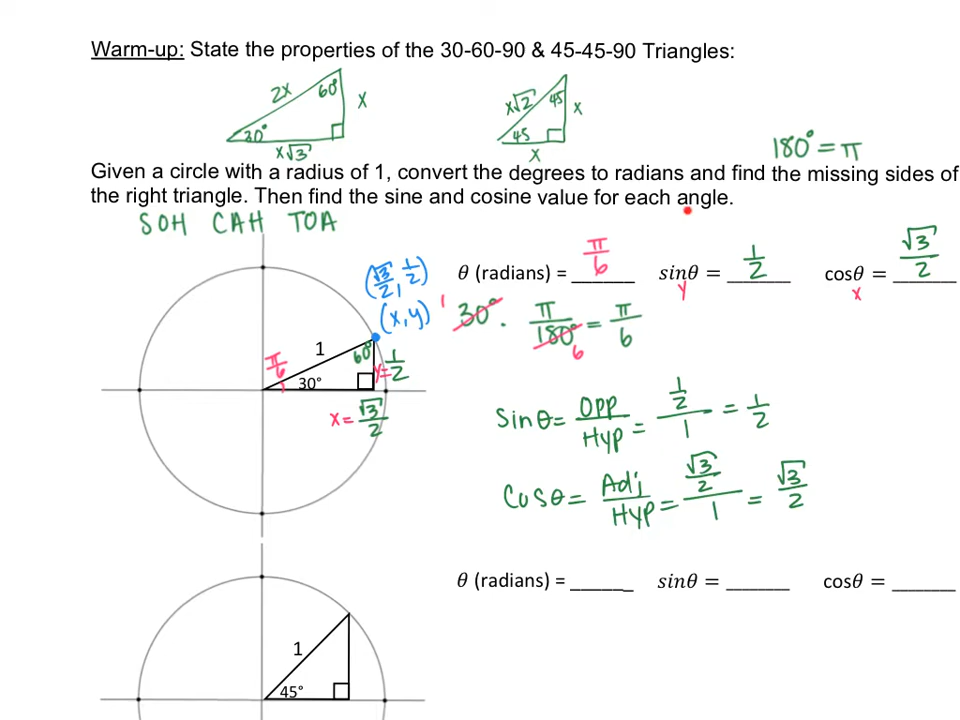 Warm-up: State the properties of the 30-60-90 & 45-45-90 Triangles:
2x 60° x
30°
x√3
x√2 45 x
45
x
180° = π
Given a circle with a radius of 1, convert the degrees to radians and find the missing sides of
the right triangle. Then find the sine and cosine value for each angle.
SOH CAH TOA
(√3/2, 1/2)
(x,y)
1
π/6 30° 60° y=1/2
x = √3/2
θ (radians) = π/6 sinθ = 1/2 cosθ = √3/2
y x
1 30° · π/180° = π/6
6
Sinθ = Opp/Hyp = (1/2)/1 = 1/2
Cosθ = Adj/Hyp = (√3/2)/1 = √3/2
θ (radians) = ______ sinθ = ______ cosθ = ______
1
45°